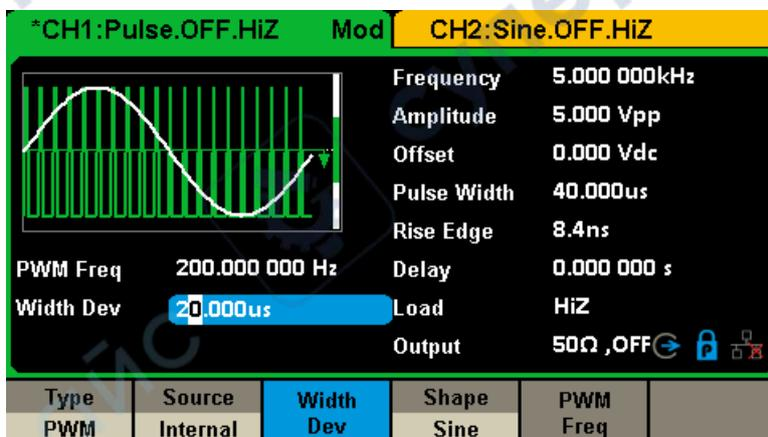 *CH1:Pulse.OFF.HiZ Mod CH2:Sine.OFF.HiZ
Frequency 5.000 000kHz
Amplitude 5.000 Vpp
Offset 0.000 Vdc
Pulse Width 40.000us
Rise Edge 8.4ns
PWM Freq 200.000 000 Hz Delay 0.000 000 s
Width Dev 20.000us Load HiZ
Output 50Ω ,OFF P
Type Source Width Shape PWM
PWM Internal Dev Sine Freq